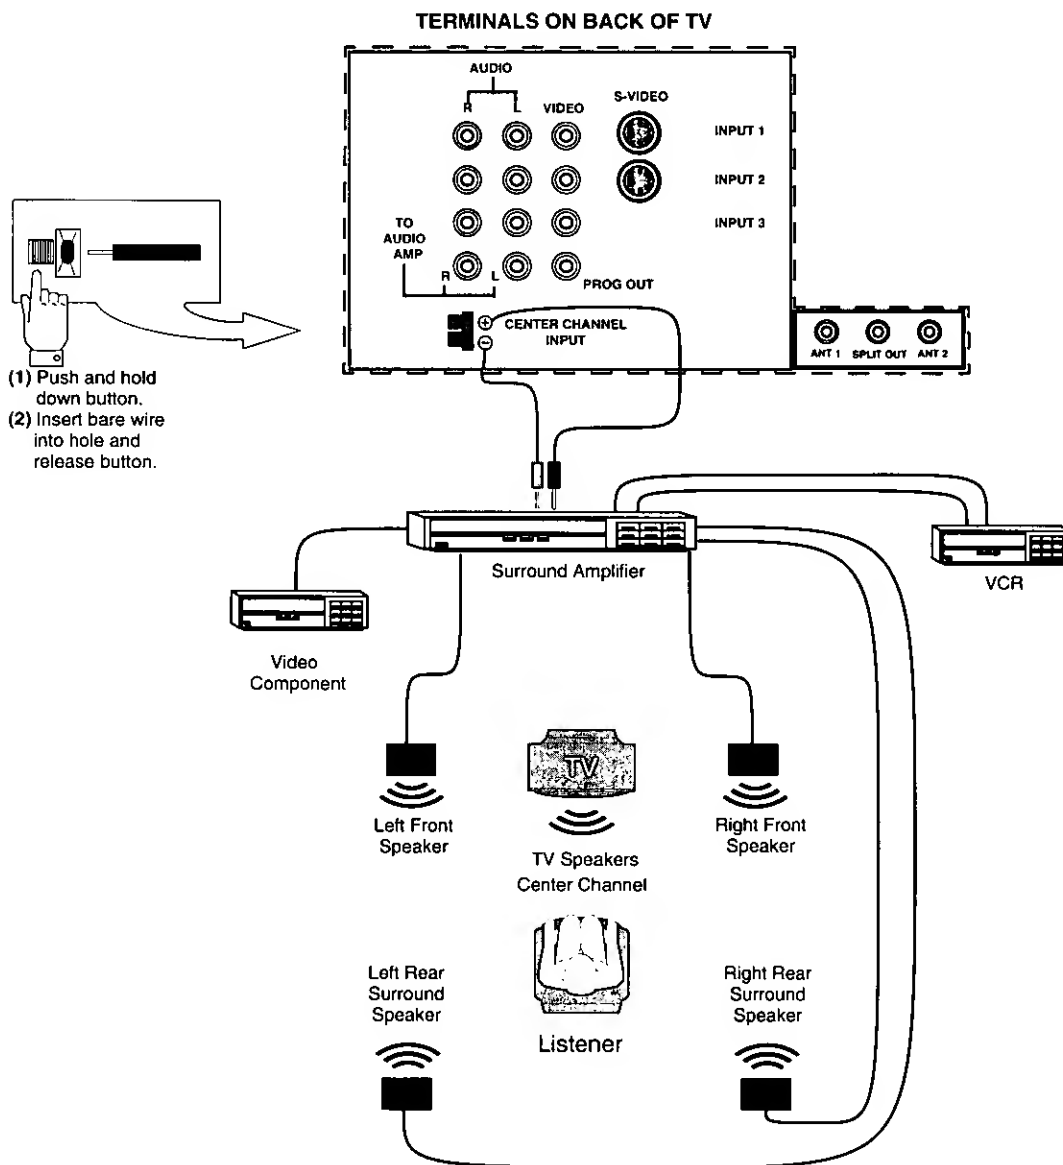 TERMINALS ON BACK OF TV
AUDIO
R L VIDEO S-VIDEO
INPUT 1
INPUT 2
INPUT 3
TO
AUDIO
AMP
R L
PROG OUT
+ CENTER CHANNEL
- INPUT
ANT 1 SPLIT OUT ANT 2
(1) Push and hold
down button.
(2) Insert bare wire
into hole and
release button.
Surround Amplifier
VCR
Video
Component
TV
Left Front
Speaker
TV Speakers
Center Channel
Right Front
Speaker
Left Rear
Surround
Speaker
Listener
Right Rear
Surround
Speaker